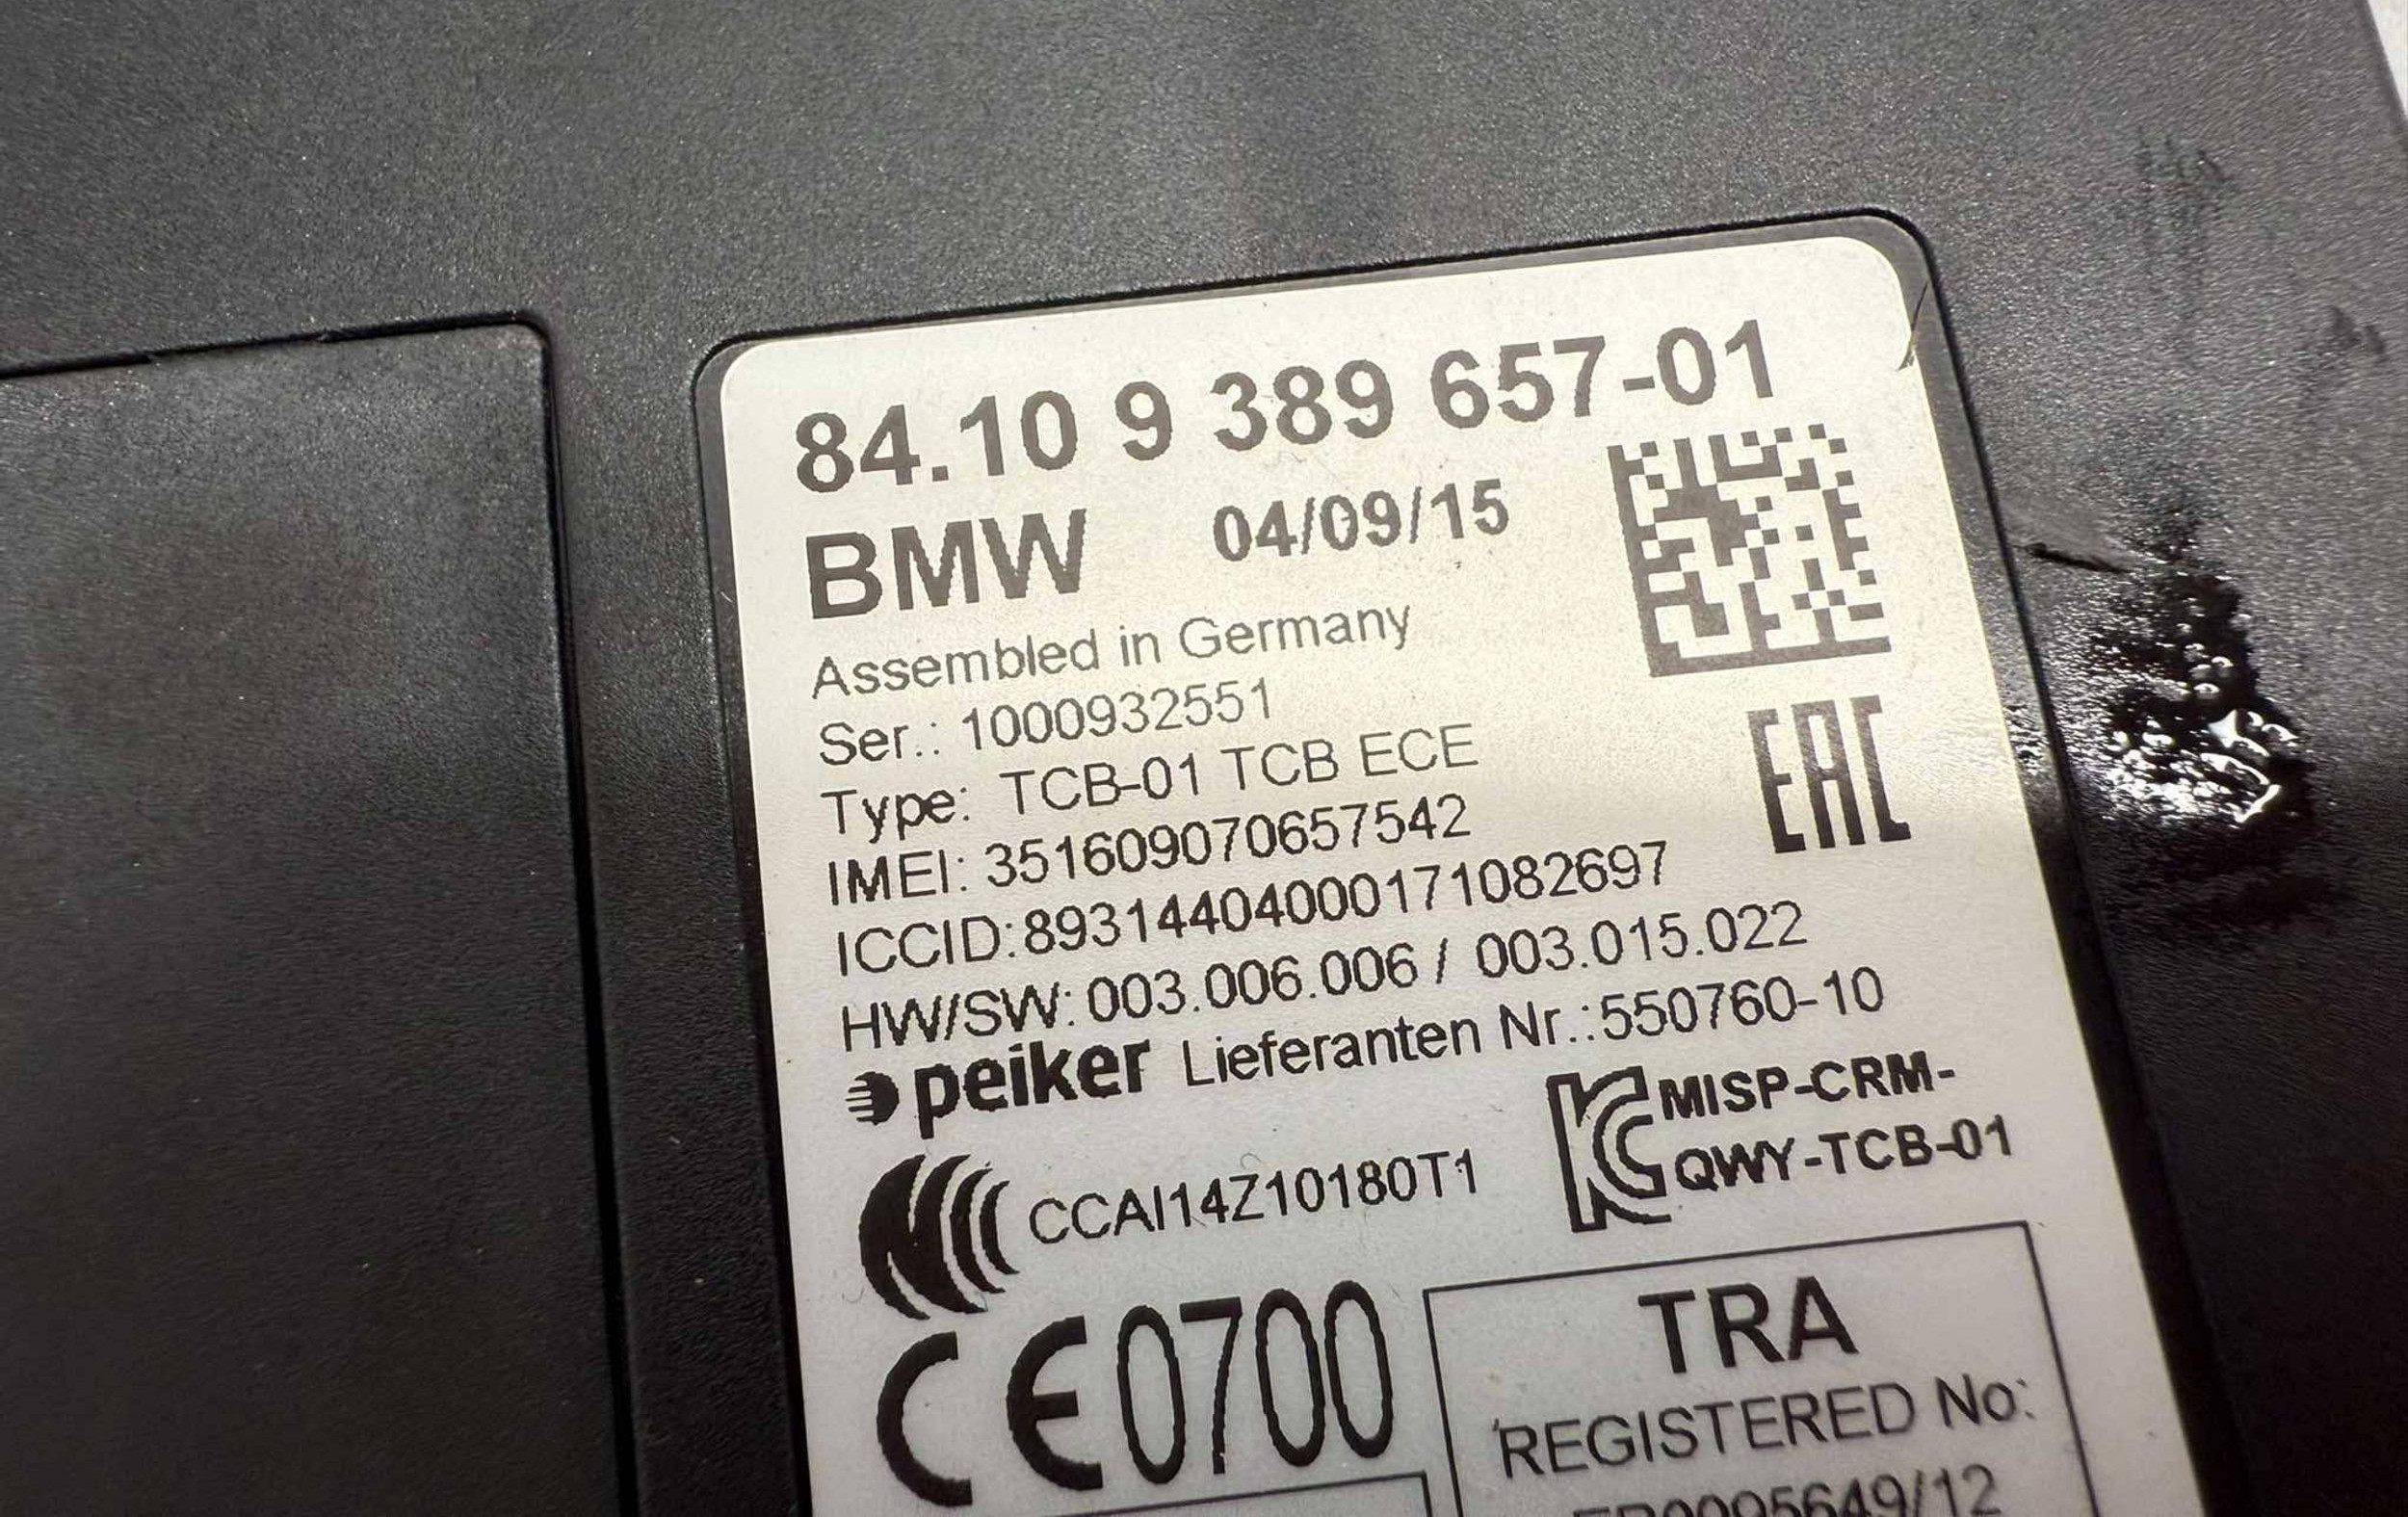 84.10 9 389 657-01
BMW 04/09/15
Assembled in Germany
Ser.: 1000932551
Type: TCB-01 TCB ECE
EAC
IMEI: 351609070657542
ICCID:89314404000171082697
HW/SW: 003.006.006 / 003.015.022
peiker Lieferanten Nr.:550760-10
MISP-CRM-
QWY-TCB-01
CCAI14Z10180T1
CE0700
TRA
REGISTERED No: